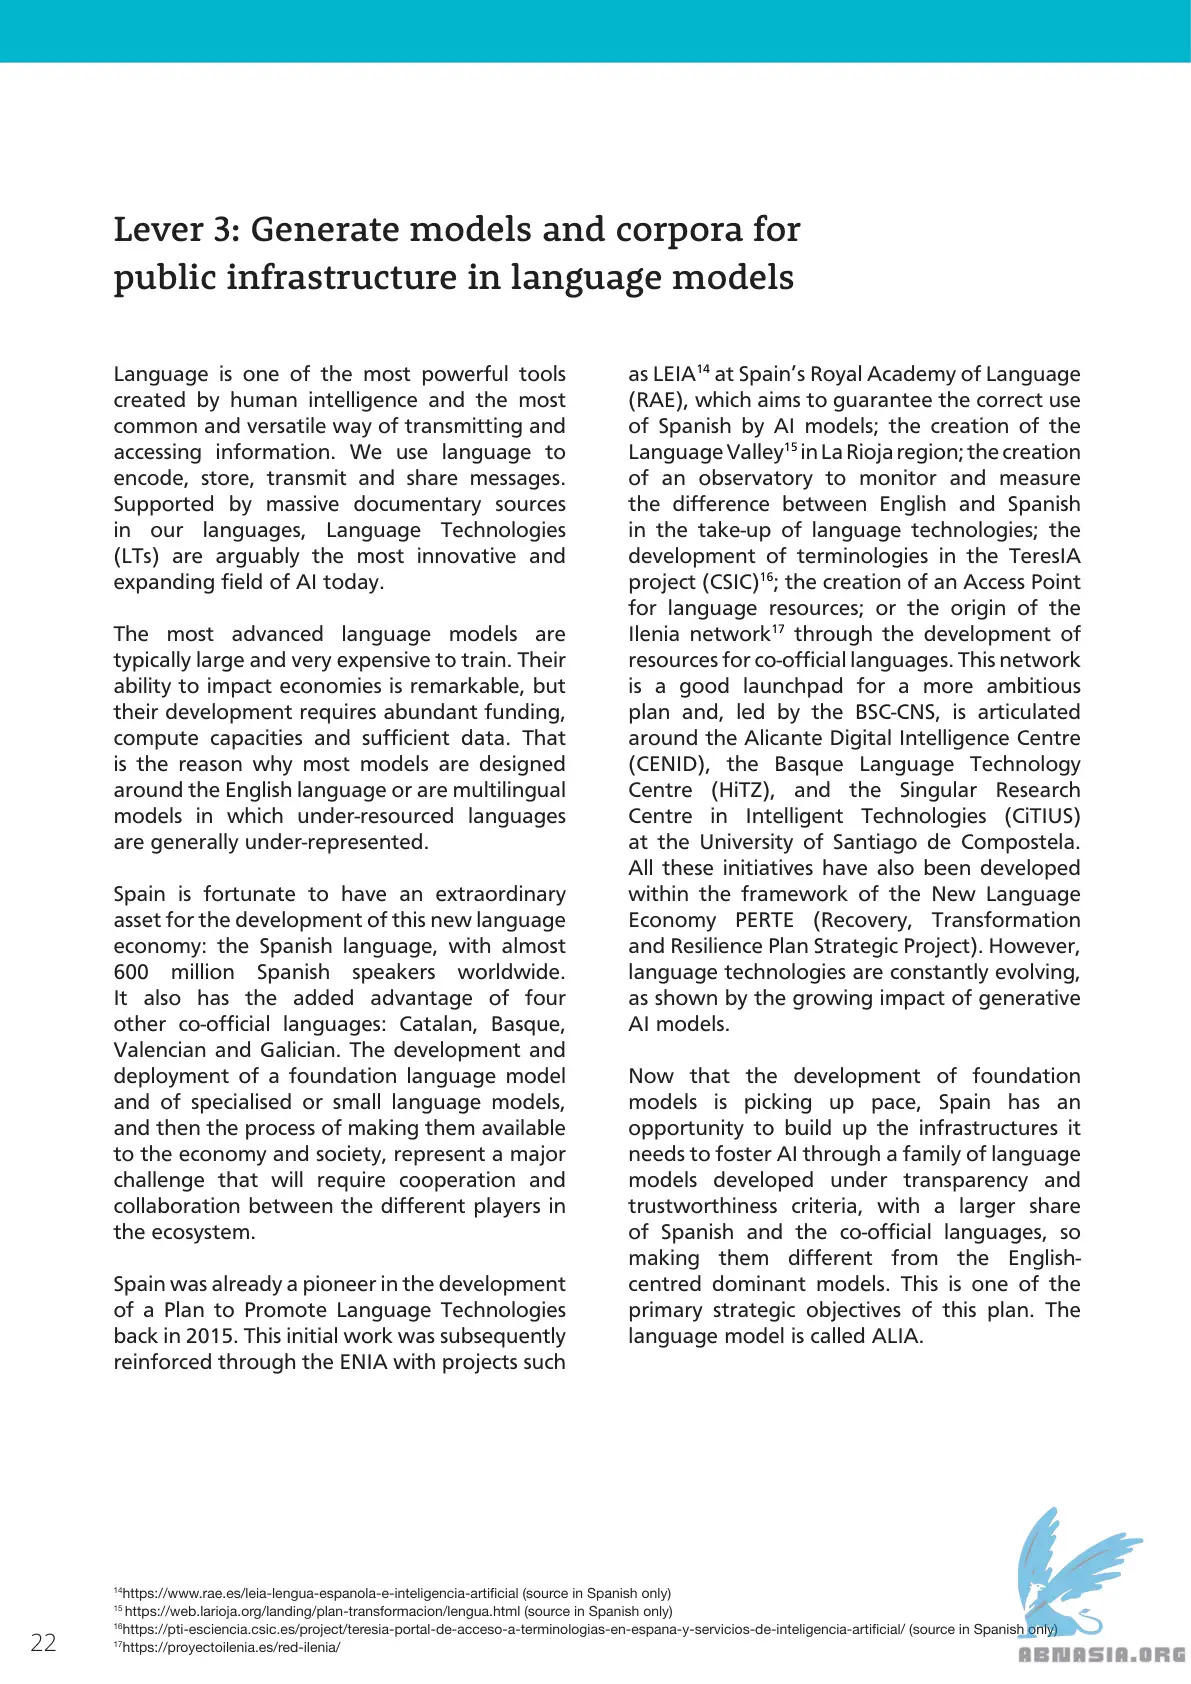 Lever 3: Generate models and corpora for
public infrastructure in language models
Language is one of the most powerful tools
created by human intelligence and the most
common and versatile way of transmitting and
accessing information. We use language to
encode, store, transmit and share messages.
Supported by massive documentary sources
in our languages, Language Technologies
(LTs) are arguably the most innovative and
expanding field of AI today.
The most advanced language models are
typically large and very expensive to train. Their
ability to impact economies is remarkable, but
their development requires abundant funding,
compute capacities and sufficient data. That
is the reason why most models are designed
around the English language or are multilingual
models in which under-resourced languages
are generally under-represented.
Spain is fortunate to have an extraordinary
asset for the development of this new language
economy: the Spanish language, with almost
600 million Spanish speakers worldwide.
It also has the added advantage of four
other co-official languages: Catalan, Basque,
Valencian and Galician. The development and
deployment of a foundation language model
and of specialised or small language models,
and then the process of making them available
to the economy and society, represent a major
challenge that will require cooperation and
collaboration between the different players in
the ecosystem.
Spain was already a pioneer in the development
of a Plan to Promote Language Technologies
back in 2015. This initial work was subsequently
reinforced through the ENIA with projects such
as LEIA14 at Spain’s Royal Academy of Language
(RAE), which aims to guarantee the correct use
of Spanish by AI models; the creation of the
Language Valley15 in La Rioja region; the creation
of an observatory to monitor and measure
the difference between English and Spanish
in the take-up of language technologies; the
development of terminologies in the TeresIA
project (CSIC)16; the creation of an Access Point
for language resources; or the origin of the
Ilenia network17 through the development of
resources for co-official languages. This network
is a good launchpad for a more ambitious
plan and, led by the BSC-CNS, is articulated
around the Alicante Digital Intelligence Centre
(CENID), the Basque Language Technology
Centre (HiTZ), and the Singular Research
Centre in Intelligent Technologies (CiTIUS)
at the University of Santiago de Compostela.
All these initiatives have also been developed
within the framework of the New Language
Economy PERTE (Recovery, Transformation
and Resilience Plan Strategic Project). However,
language technologies are constantly evolving,
as shown by the growing impact of generative
AI models.
Now that the development of foundation
models is picking up pace, Spain has an
opportunity to build up the infrastructures it
needs to foster AI through a family of language
models developed under transparency and
trustworthiness criteria, with a larger share
of Spanish and the co-official languages, so
making them different from the English-
centred dominant models. This is one of the
primary strategic objectives of this plan. The
language model is called ALIA.
14https://www.rae.es/leia-lengua-espanola-e-inteligencia-artificial (source in Spanish only)
15 https://web.larioja.org/landing/plan-transformacion/lengua.html (source in Spanish only)
16https://pti-esciencia.csic.es/project/teresia-portal-de-acceso-a-terminologias-en-espana-y-servicios-de-inteligencia-artificial/ (source in Spanish only)
17https://proyectoilenia.es/red-ilenia/
22
ABNASIA.ORG